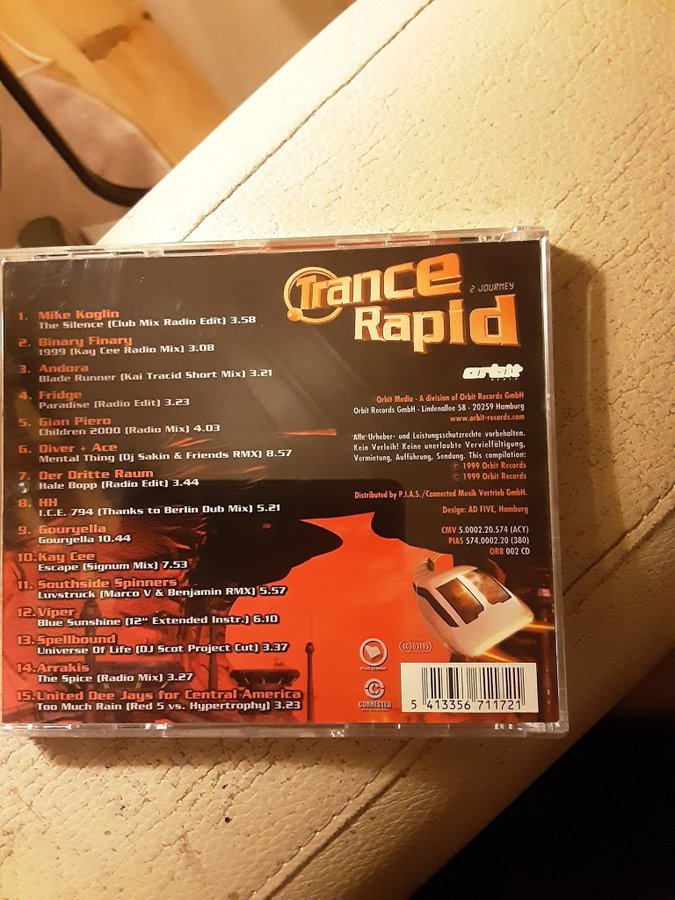 Trance
2 JOURNEY
Rapid
orbit
1. Mike Koglin
The Silence (Club Mix Radio Edit) 3.58
2. Binary Finary
1999 (Kay Cee Radio Mix) 3.08
3. Andora
Blade Runner (Kai Tracid Short Mix) 3.21
4. Fridge
Paradise (Radio Edit) 3.23
5. Gian Piero
Children 2000 (Radio Mix) 4.03
6. Diver + Ace
Mental Thing (Dj Sakin & Friends RMX) 8.57
7. Der Dritte Raum
Hale Bopp (Radio Edit) 3.44
8. HH
I.C.E. 794 (Thanks to Berlin Dub Mix) 5.21
9. Gouryella
Gouryella 10.44
10. Kay Cee
Escape (Signum Mix) 7.53
11. Southside Spinners
Luvstruck (Marco V & Benjamin RMX) 5.57
12. Viper
Blue Sunshine (12" Extended Instr.) 6.10
13. Spellbound
Universe Of Life (DJ Scot Project Cut) 3.37
14. Arrakis
The Spice (Radio Mix) 3.27
15. United Dee Jays for Central America
Too Much Rain (Red 5 vs. Hypertrophy) 3.23
Orbit Media - A division of Orbit Records GmbH
Orbit Records GmbH - Lindenallee 58 - 20259 Hamburg
www.orbit-records.com
Alle Urheber- und Leistungsschutzrechte vorbehalten.
Kein Verleih! Keine unerlaubte Vervielfältigung,
Vermietung, Aufführung, Sendung. This compilation:
℗ 1999 Orbit Records
© 1999 Orbit Records
Distributed by P.I.A.S./Connected Musik Vertrieb GmbH.
Design: AD FIVE, Hamburg
CMV 5.0002.20.574 (ACY)
PIAS 574.0002.20 (380)
ORB 002 CD
LC 03195
CONNECTED
5 413356 711721